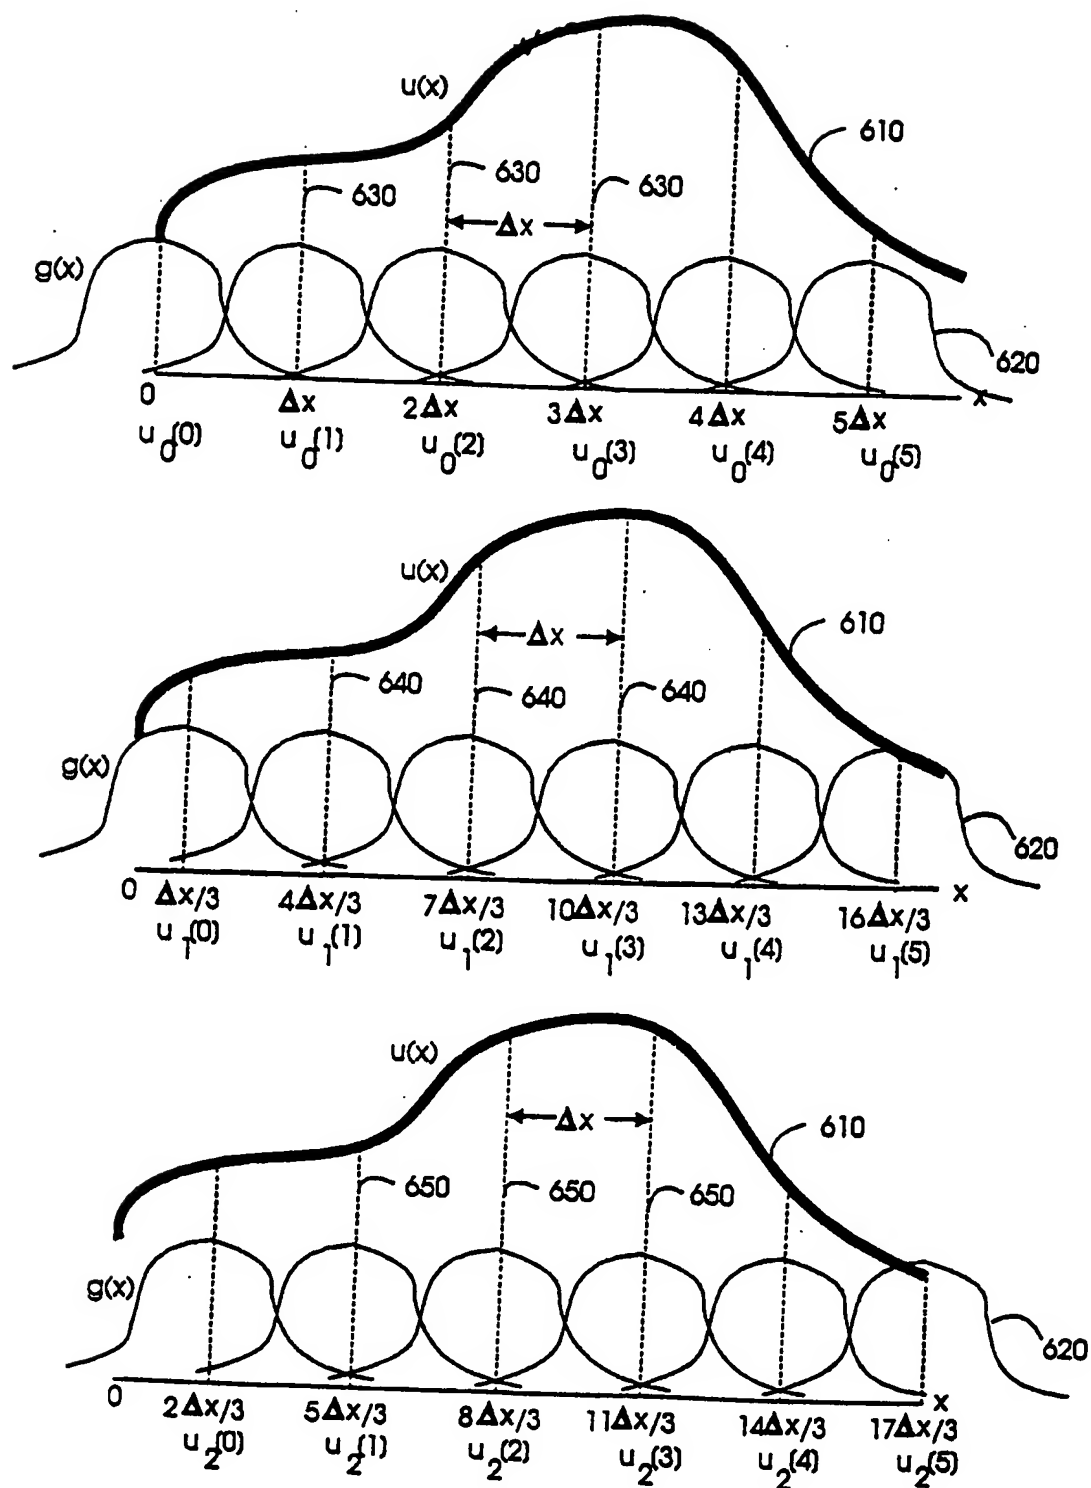 u(x)
610
630
630
630
Δx
g(x)
620
0
Δx
2Δx
3Δx
4Δx
5Δx
x
u₀(0)
u₀(1)
u₀(2)
u₀(3)
u₀(4)
u₀(5)
u(x)
610
Δx
640
640
640
g(x)
620
0
Δx/3
4Δx/3
7Δx/3
10Δx/3
13Δx/3
16Δx/3
x
u₁(0)
u₁(1)
u₁(2)
u₁(3)
u₁(4)
u₁(5)
u(x)
Δx
610
650
650
650
g(x)
620
0
2Δx/3
5Δx/3
8Δx/3
11Δx/3
14Δx/3
17Δx/3
x
u₂(0)
u₂(1)
u₂(2)
u₂(3)
u₂(4)
u₂(5)